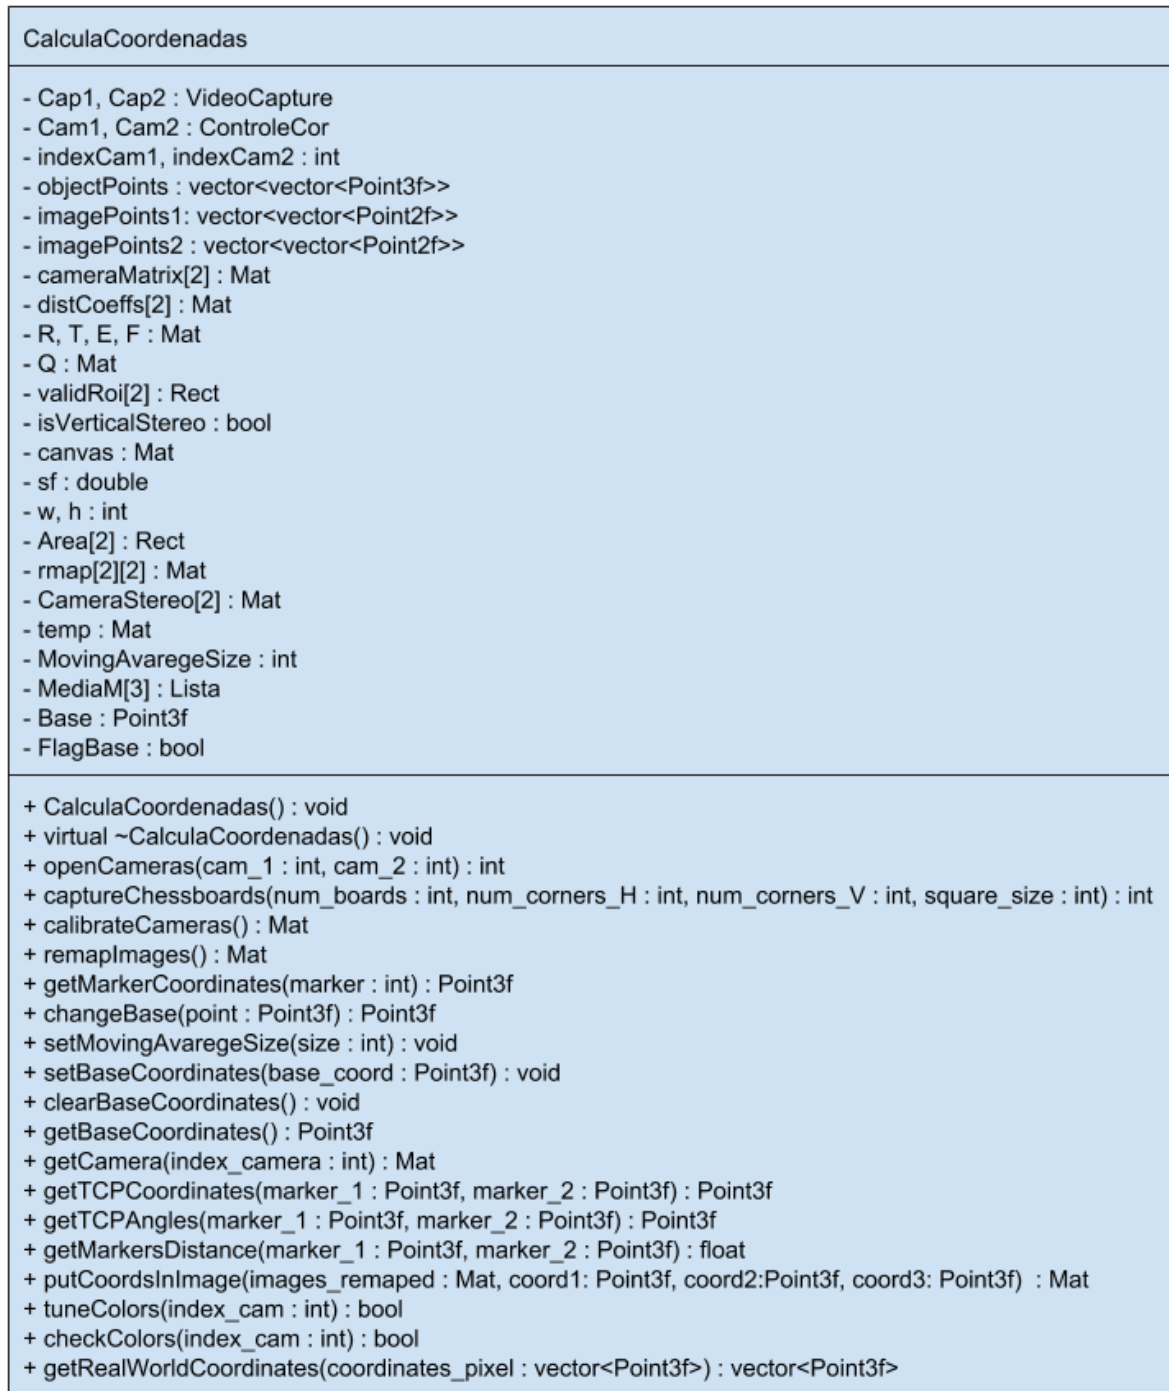 CalculaCoordenadas
- Cap1, Cap2 : VideoCapture
- Cam1, Cam2 : ControleCor
- indexCam1, indexCam2 : int
- objectPoints : vector<vector<Point3f>>
- imagePoints1: vector<vector<Point2f>>
- imagePoints2 : vector<vector<Point2f>>
- cameraMatrix[2] : Mat
- distCoeffs[2] : Mat
- R, T, E, F : Mat
- Q : Mat
- validRoi[2] : Rect
- isVerticalStereo : bool
- canvas : Mat
- sf : double
- w, h : int
- Area[2] : Rect
- rmap[2][2] : Mat
- CameraStereo[2] : Mat
- temp : Mat
- MovingAvaregeSize : int
- MediaM[3] : Lista
- Base : Point3f
- FlagBase : bool
+ CalculaCoordenadas() : void
+ virtual ~CalculaCoordenadas() : void
+ openCameras(cam_1 : int, cam_2 : int) : int
+ captureChessboards(num_boards : int, num_corners_H : int, num_corners_V : int, square_size : int) : int
+ calibrateCameras() : Mat
+ remapImages() : Mat
+ getMarkerCoordinates(marker : int) : Point3f
+ changeBase(point : Point3f) : Point3f
+ setMovingAvaregeSize(size : int) : void
+ setBaseCoordinates(base_coord : Point3f) : void
+ clearBaseCoordinates() : void
+ getBaseCoordinates() : Point3f
+ getCamera(index_camera : int) : Mat
+ getTCPCoordinates(marker_1 : Point3f, marker_2 : Point3f) : Point3f
+ getTCPAngles(marker_1 : Point3f, marker_2 : Point3f) : Point3f
+ getMarkersDistance(marker_1 : Point3f, marker_2 : Point3f) : float
+ putCoordsInImage(images_remaped : Mat, coord1: Point3f, coord2:Point3f, coord3: Point3f)  : Mat
+ tuneColors(index_cam : int) : bool
+ checkColors(index_cam : int) : bool
+ getRealWorldCoordinates(coordinates_pixel : vector<Point3f>) : vector<Point3f>